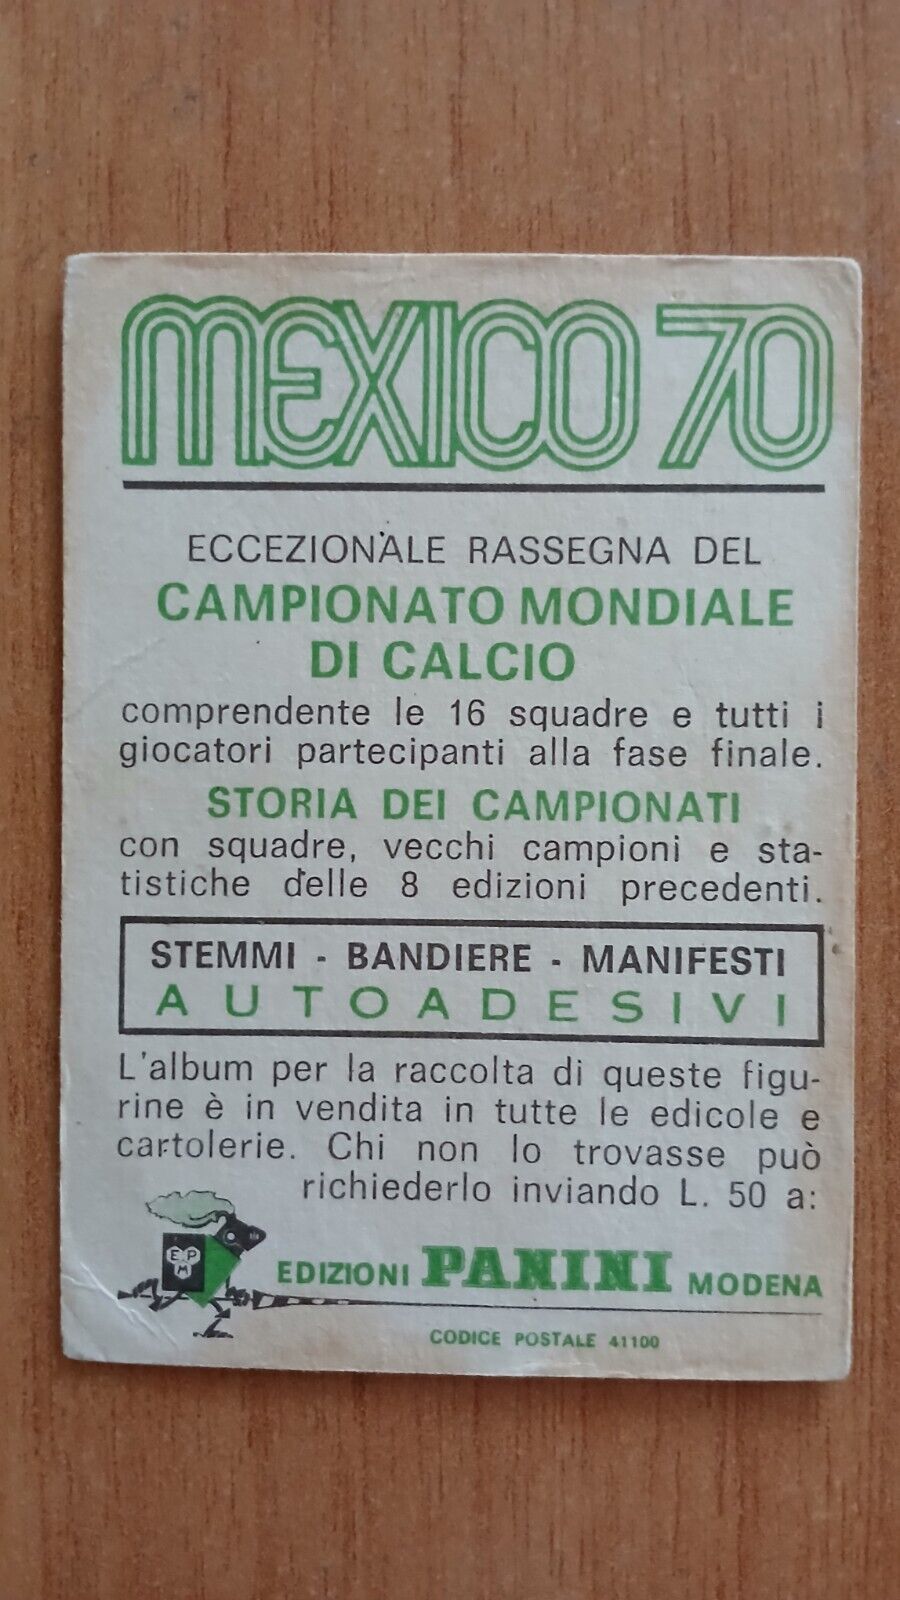 MEXICO 70
ECCEZIONALE RASSEGNA DEL
CAMPIONATO MONDIALE
DI CALCIO
comprendente le 16 squadre e tutti i
giocatori partecipanti alla fase finale.
STORIA DEI CAMPIONATI
con squadre, vecchi campioni e sta-
tistiche delle 8 edizioni precedenti.
STEMMI - BANDIERE - MANIFESTI
AUTOADESIVI
L'album per la raccolta di queste figu-
rine è in vendita in tutte le edicole e
cartolerie. Chi non lo trovasse può
richiederlo inviando L. 50 a:
E P
M
EDIZIONI PANINI MODENA
CODICE POSTALE 41100